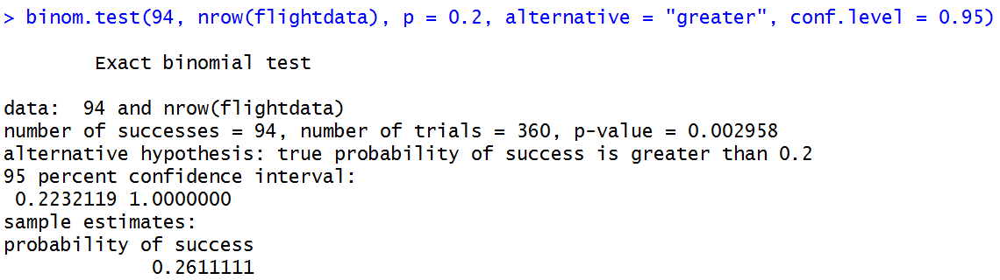 > binom.test(94, nrow(flightdata), p = 0.2, alternative = "greater", conf.level = 0.95)
Exact binomial test
data:  94 and nrow(flightdata)
number of successes = 94, number of trials = 360, p-value = 0.002958
alternative hypothesis: true probability of success is greater than 0.2
95 percent confidence interval:
0.2232119 1.0000000
sample estimates:
probability of success
0.2611111